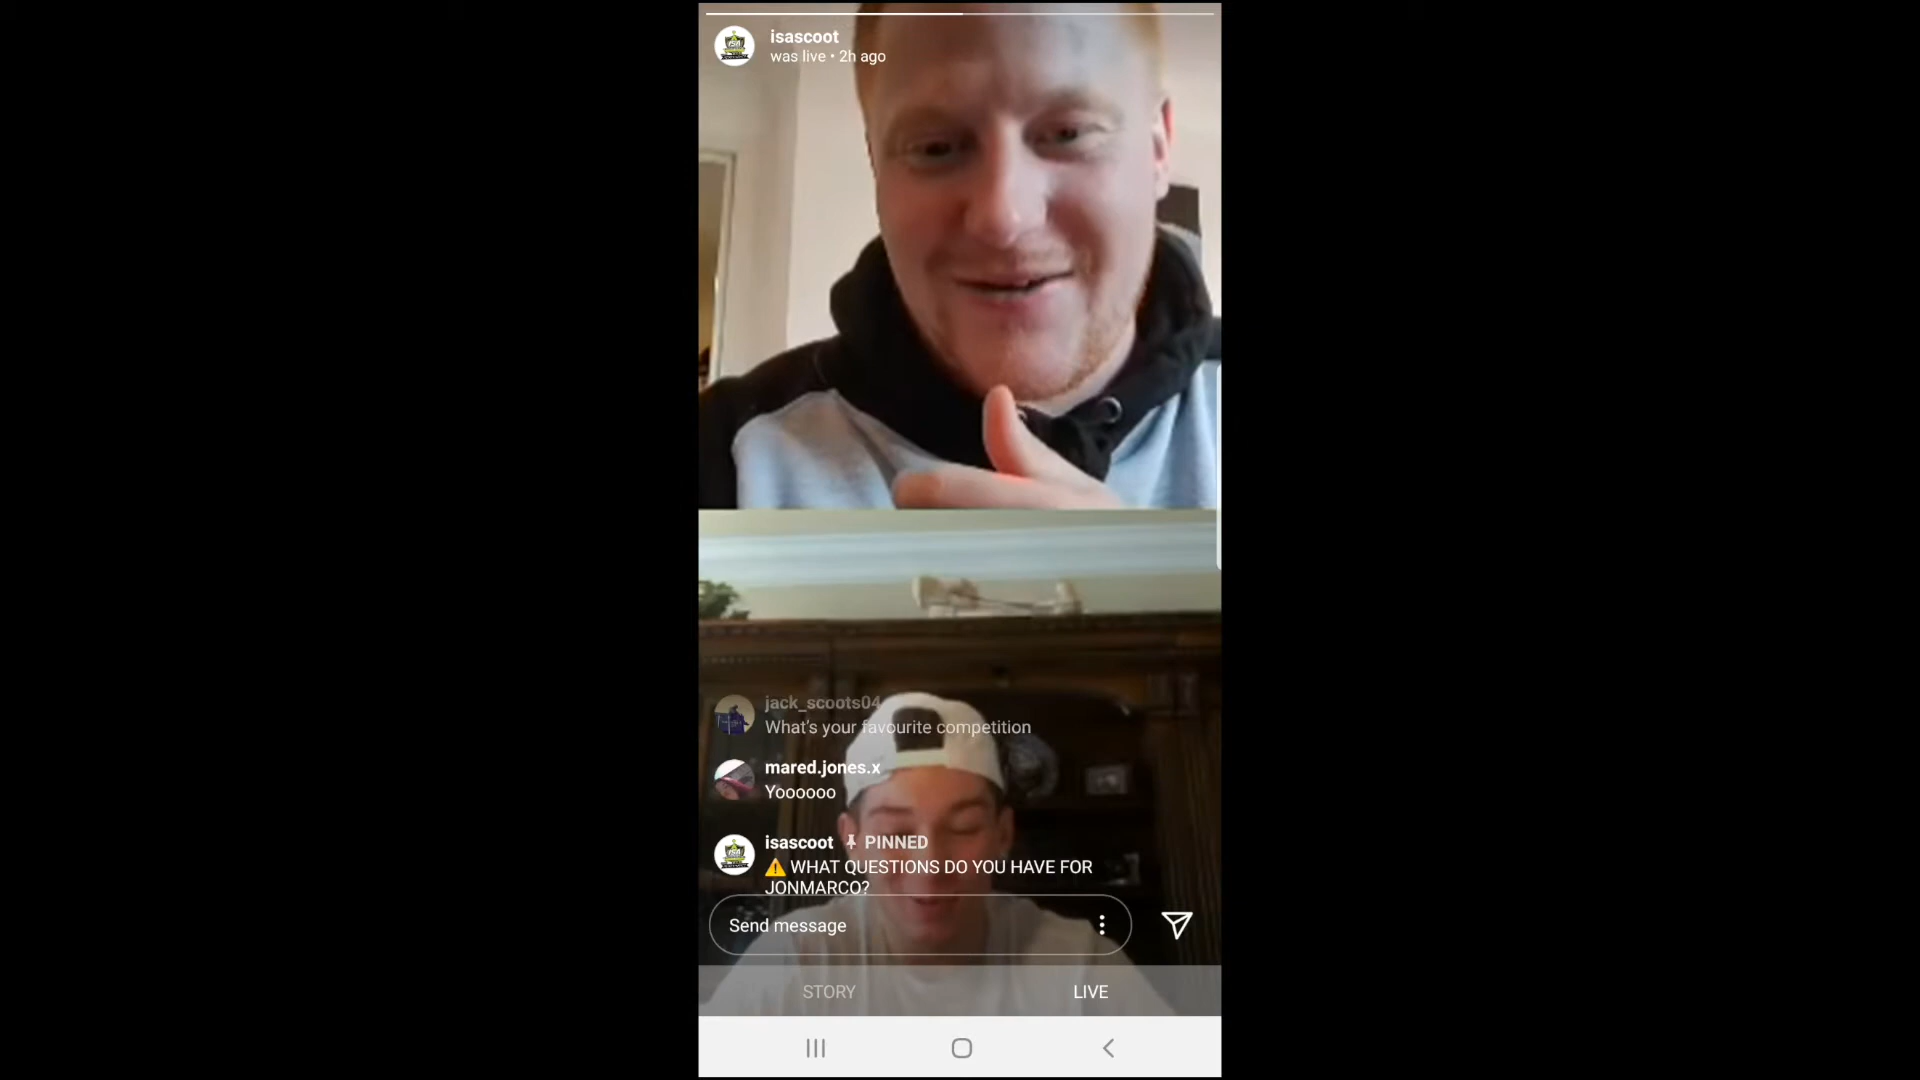 isascoot
was live • 2h ago
jack_scoots04
What's your favourite competition
mared.jones.x
Yoooooo
isascoot PINNED
⚠️ WHAT QUESTIONS DO YOU HAVE FOR
JONMARCO?
Send message
STORY
LIVE